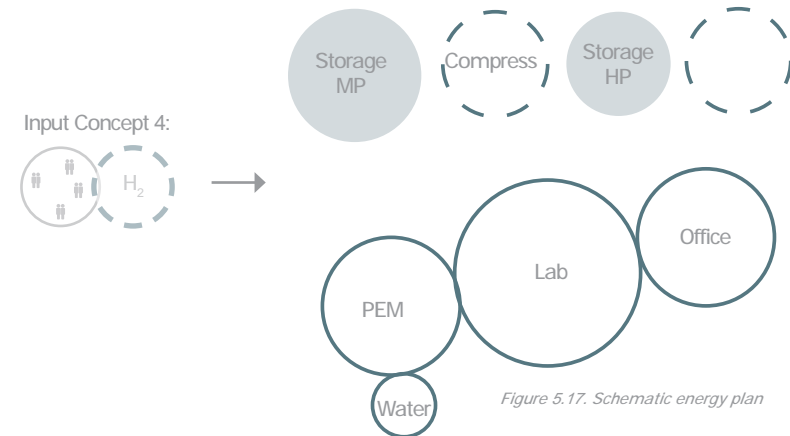 Storage
MP
Compress
Storage
HP
Input Concept 4:
H₂
Office
Lab
PEM
Water
Figure 5.17. Schematic energy plan